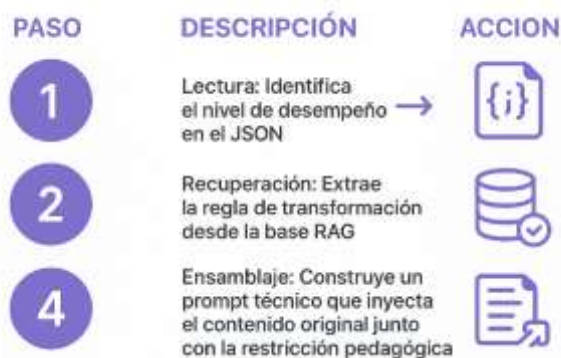 PASO DESCRIPCIÓN ACCION
1
Lectura: Identifica
el nivel de desempeño →
en el JSON
{i}
2
Recuperación: Extrae
la regla de transformación
desde la base RAG
4
Ensamblaje: Construye un
prompt técnico que inyecta
el contenido original junto
con la restricción pedagógica